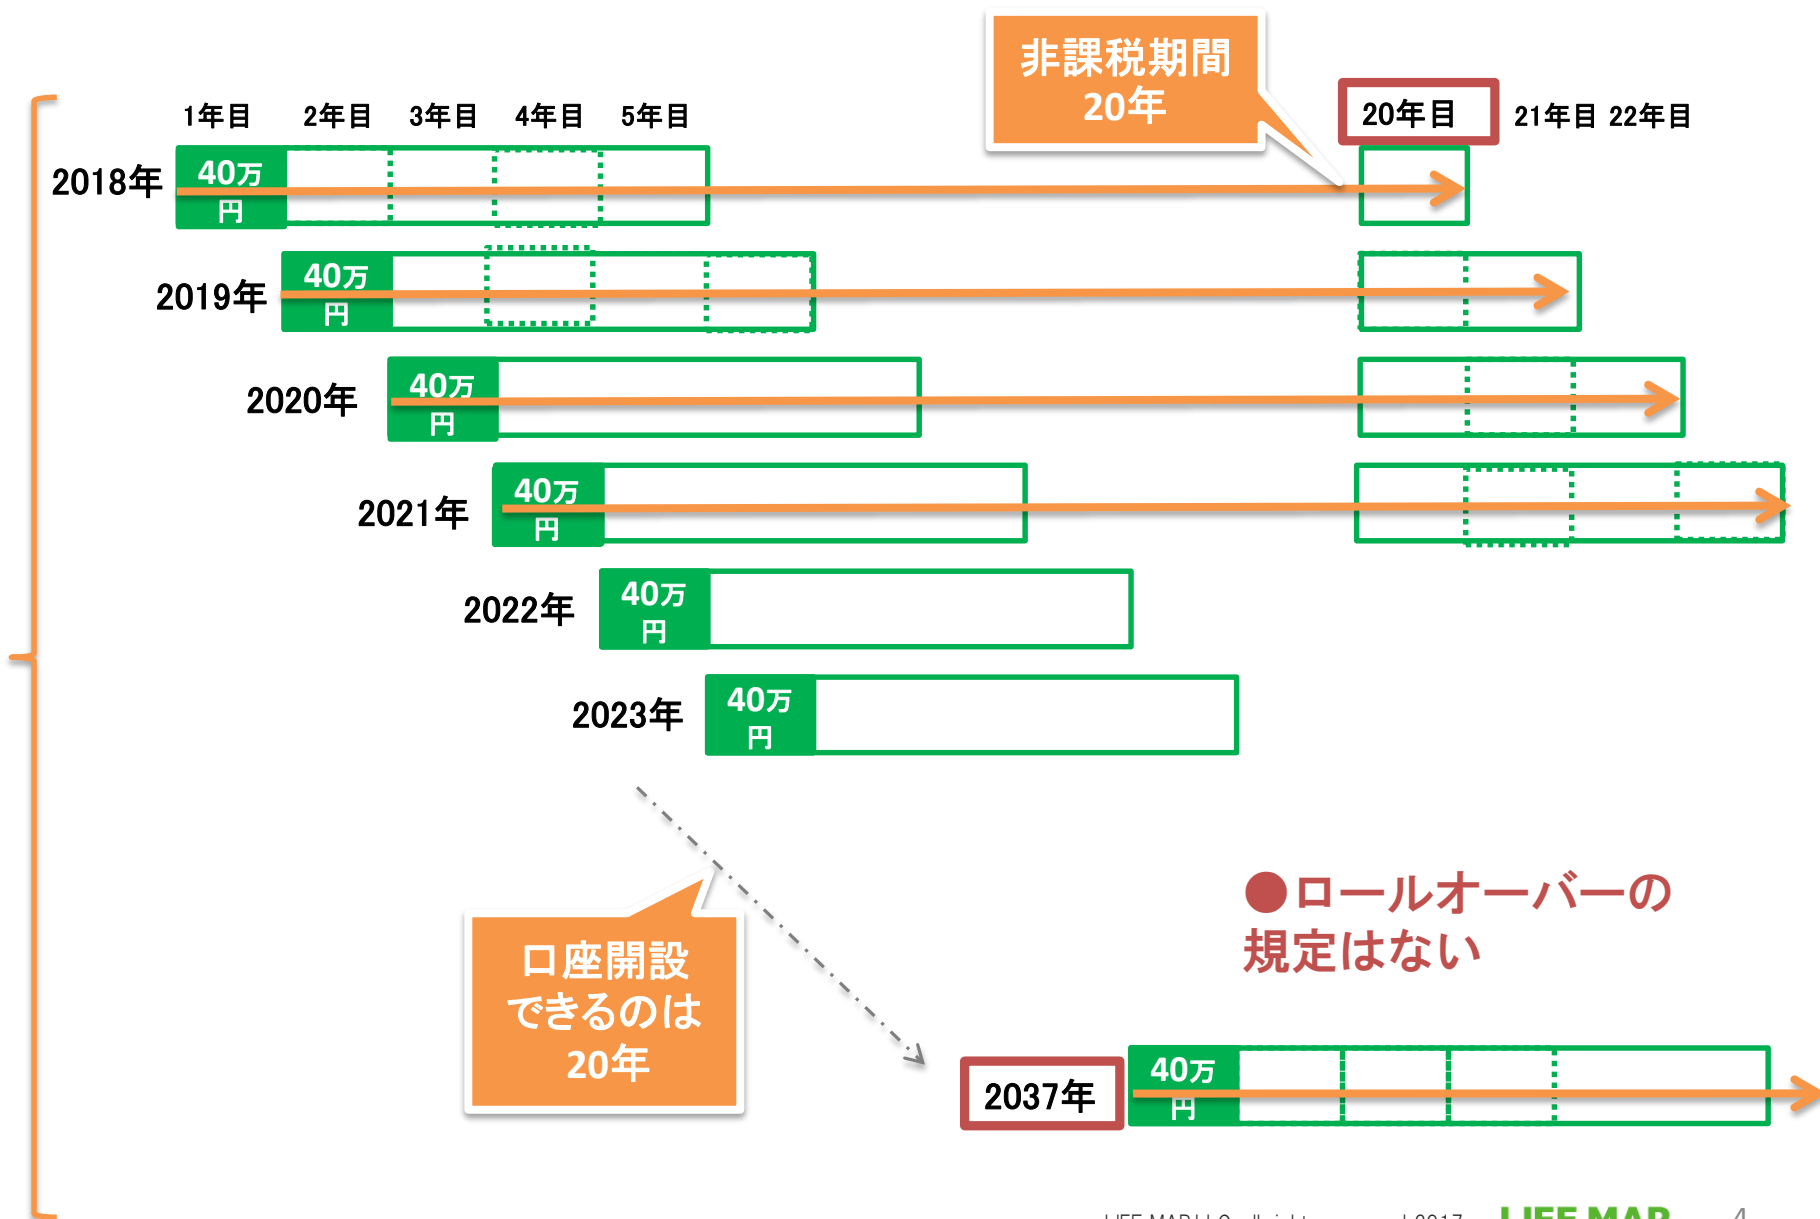 非課税期間
20年
1年目 2年目 3年目 4年目 5年目 20年目 21年目 22年目
2018年 40万
円
2019年 40万
円
2020年 40万
円
2021年 40万
円
2022年 40万
円
2023年 40万
円
●ロールオーバーの
規定はない
口座開設
できるのは
20年
2037年 40万
円
2017 LIFE MAP 4